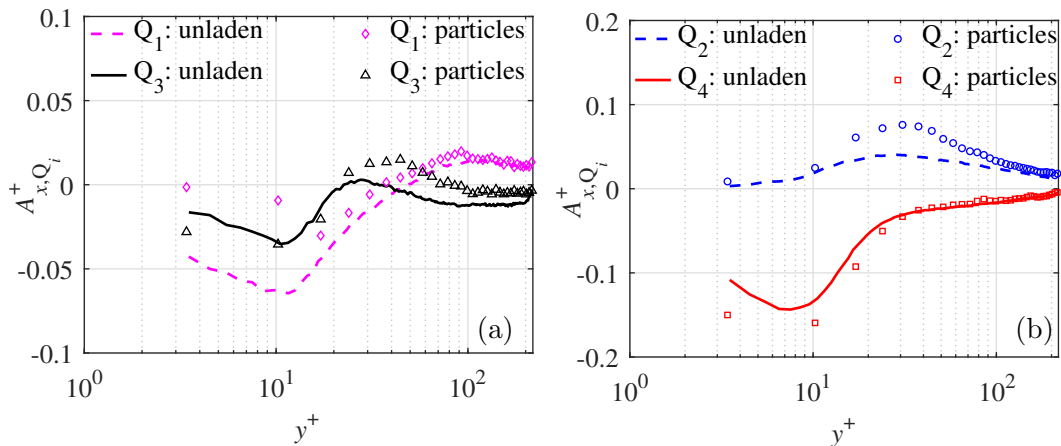 0.1
Q1: unladen
Q1: particles
Q3: unladen
Q3: particles
0.05
0
-0.05
-0.1
A+x,Qi
(a)
10^0
10^1
10^2
y+
0.2
Q2: unladen
Q2: particles
Q4: unladen
Q4: particles
0.1
0
-0.1
-0.2
A+x,Qi
(b)
10^0
10^1
10^2
y+